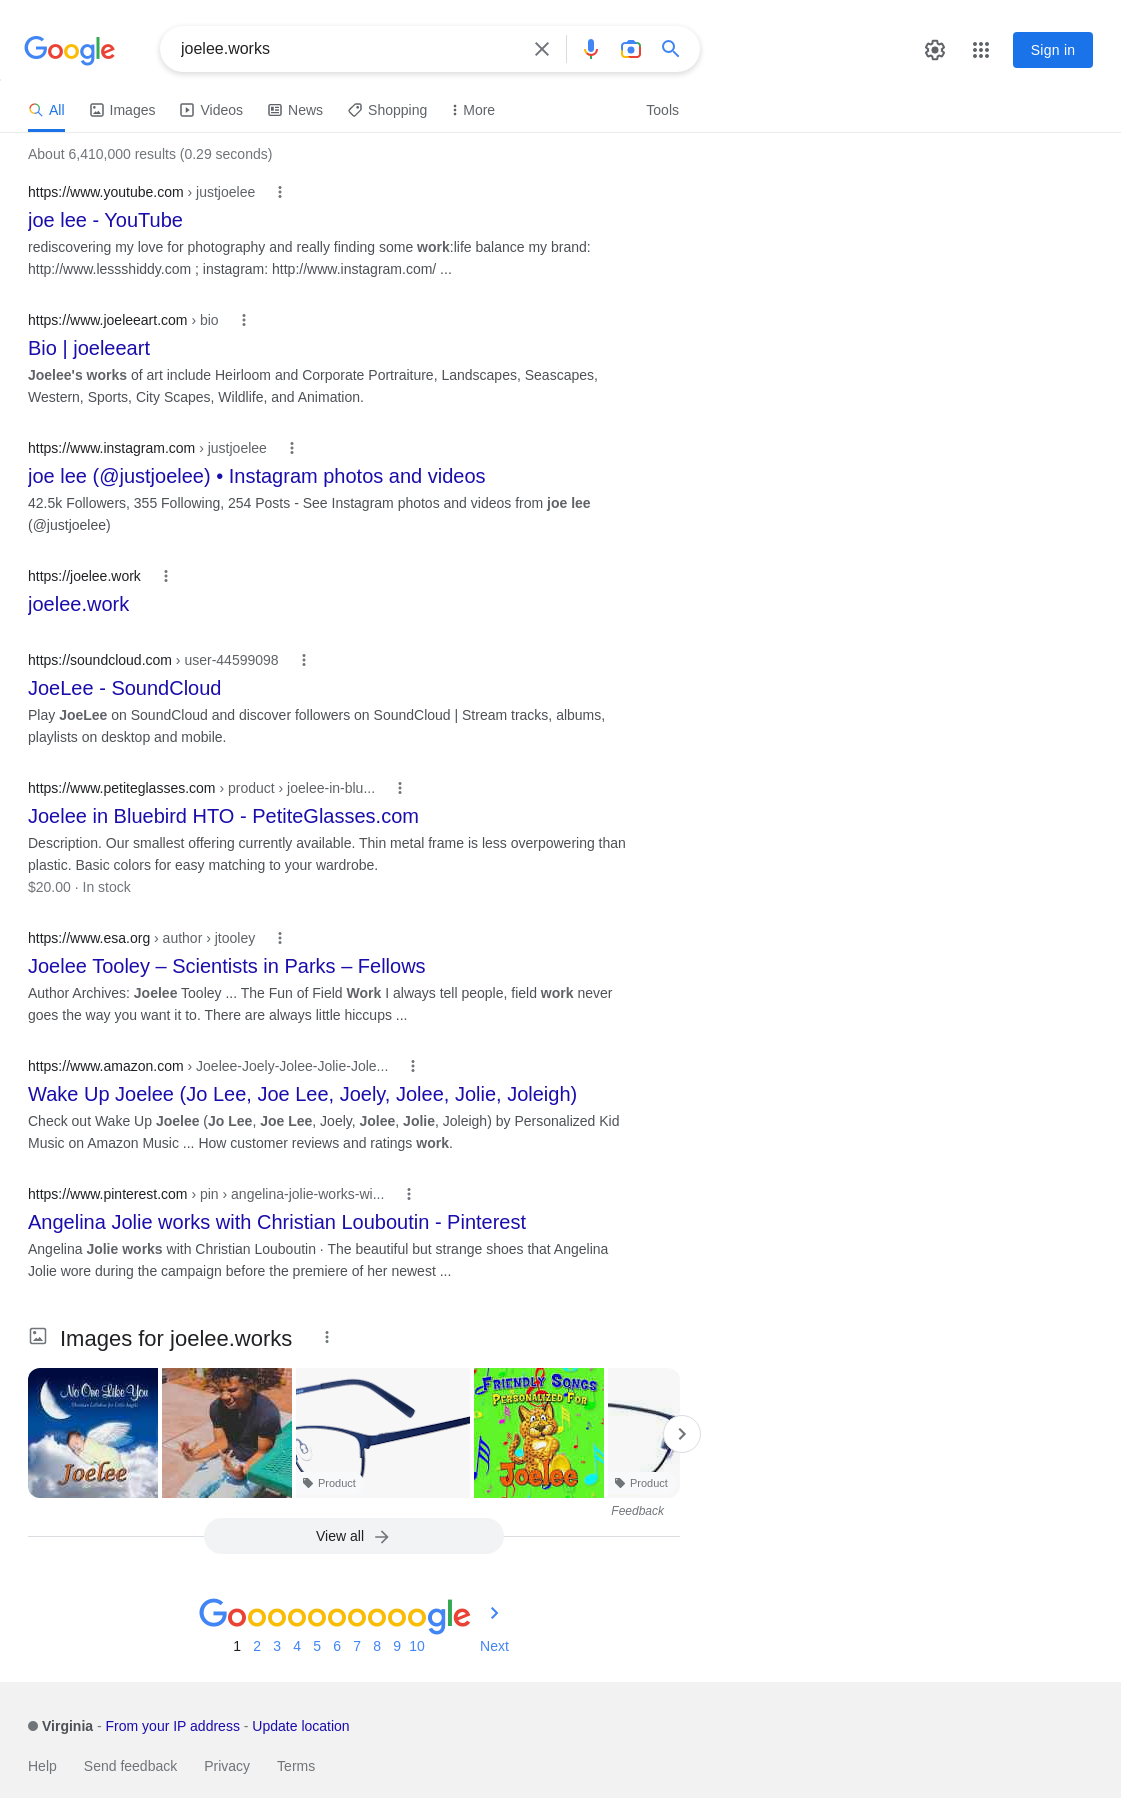 Google
joelee.works
Sign in
All
Images
Videos
News
Shopping
More
Tools
About 6,410,000 results (0.29 seconds)
https://www.youtube.com › justjoelee
joe lee - YouTube
rediscovering my love for photography and really finding some work:life balance my brand:
http://www.lessshiddy.com ; instagram: http://www.instagram.com/ ...
https://www.joeleeart.com › bio
Bio | joeleeart
Joelee's works of art include Heirloom and Corporate Portraiture, Landscapes, Seascapes,
Western, Sports, City Scapes, Wildlife, and Animation.
https://www.instagram.com › justjoelee
joe lee (@justjoelee) • Instagram photos and videos
42.5k Followers, 355 Following, 254 Posts - See Instagram photos and videos from joe lee
(@justjoelee)
https://joelee.work
joelee.work
https://soundcloud.com › user-44599098
JoeLee - SoundCloud
Play JoeLee on SoundCloud and discover followers on SoundCloud | Stream tracks, albums,
playlists on desktop and mobile.
https://www.petiteglasses.com › product › joelee-in-blu...
Joelee in Bluebird HTO - PetiteGlasses.com
Description. Our smallest offering currently available. Thin metal frame is less overpowering than
plastic. Basic colors for easy matching to your wardrobe.
$20.00 · In stock
https://www.esa.org › author › jtooley
Joelee Tooley – Scientists in Parks – Fellows
Author Archives: Joelee Tooley ... The Fun of Field Work I always tell people, field work never
goes the way you want it to. There are always little hiccups ...
https://www.amazon.com › Joelee-Joely-Jolee-Jolie-Jole...
Wake Up Joelee (Jo Lee, Joe Lee, Joely, Jolee, Jolie, Joleigh)
Check out Wake Up Joelee (Jo Lee, Joe Lee, Joely, Jolee, Jolie, Joleigh) by Personalized Kid
Music on Amazon Music ... How customer reviews and ratings work.
https://www.pinterest.com › pin › angelina-jolie-works-wi...
Angelina Jolie works with Christian Louboutin - Pinterest
Angelina Jolie works with Christian Louboutin · The beautiful but strange shoes that Angelina
Jolie wore during the campaign before the premiere of her newest ...
Images for joelee.works
No One Like You
Christian Lullabies for Little Angels
Joelee
Product
FRIENDLY SONGS
PERSONALIZED FOR
Joelee
Product
Feedback
View all
Goooooooooogle
1 2 3 4 5 6 7 8 9 10 Next
Virginia - From your IP address - Update location
Help Send feedback Privacy Terms